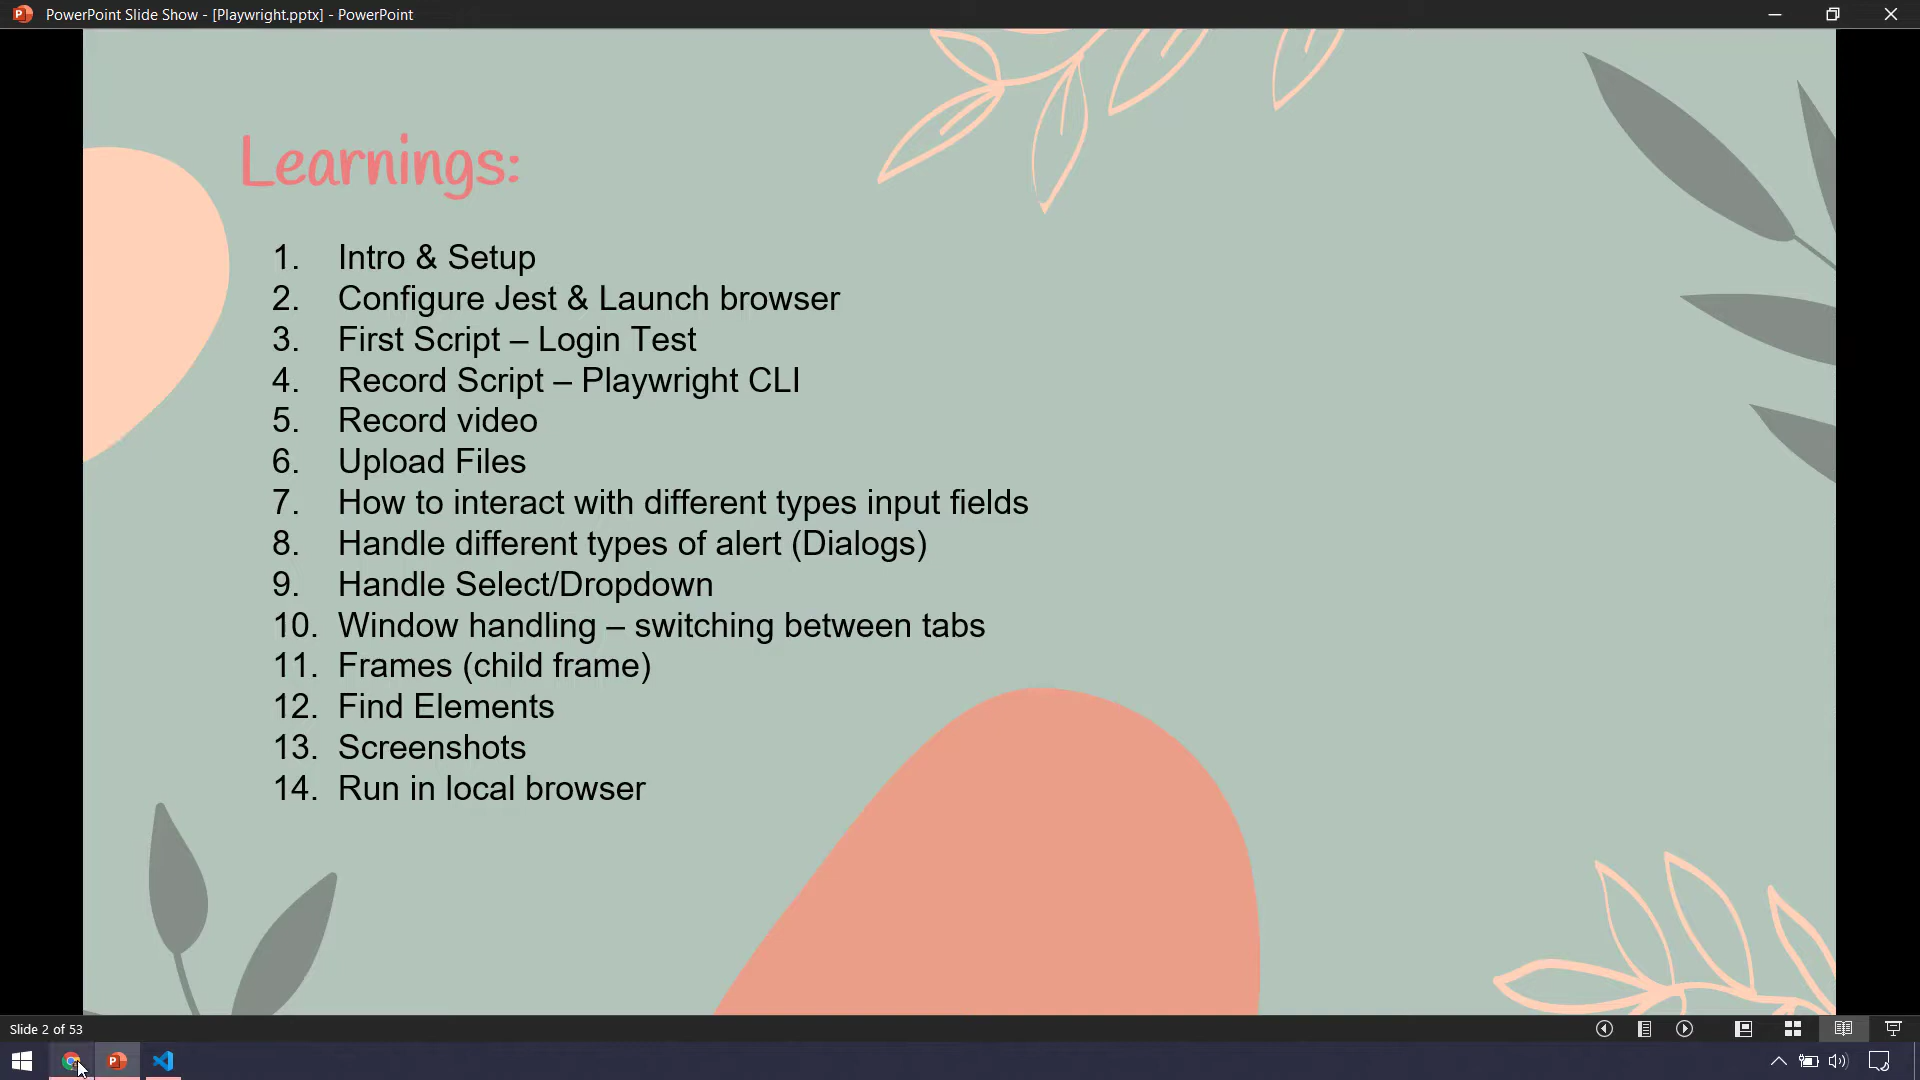 PowerPoint Slide Show - [Playwright.pptx] - PowerPoint
Learnings:
1. Intro & Setup
2. Configure Jest & Launch browser
3. First Script – Login Test
4. Record Script – Playwright CLI
5. Record video
6. Upload Files
7. How to interact with different types input fields
8. Handle different types of alert (Dialogs)
9. Handle Select/Dropdown
10. Window handling – switching between tabs
11. Frames (child frame)
12. Find Elements
13. Screenshots
14. Run in local browser
Slide 2 of 53